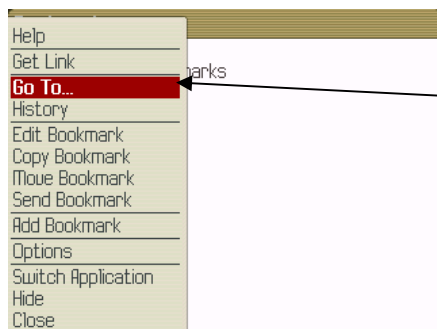 Help
Get Link
arks
Go To...
History
Edit Bookmark
Copy Bookmark
Move Bookmark
Send Bookmark
Add Bookmark
Options
Switch Application
Hide
Close